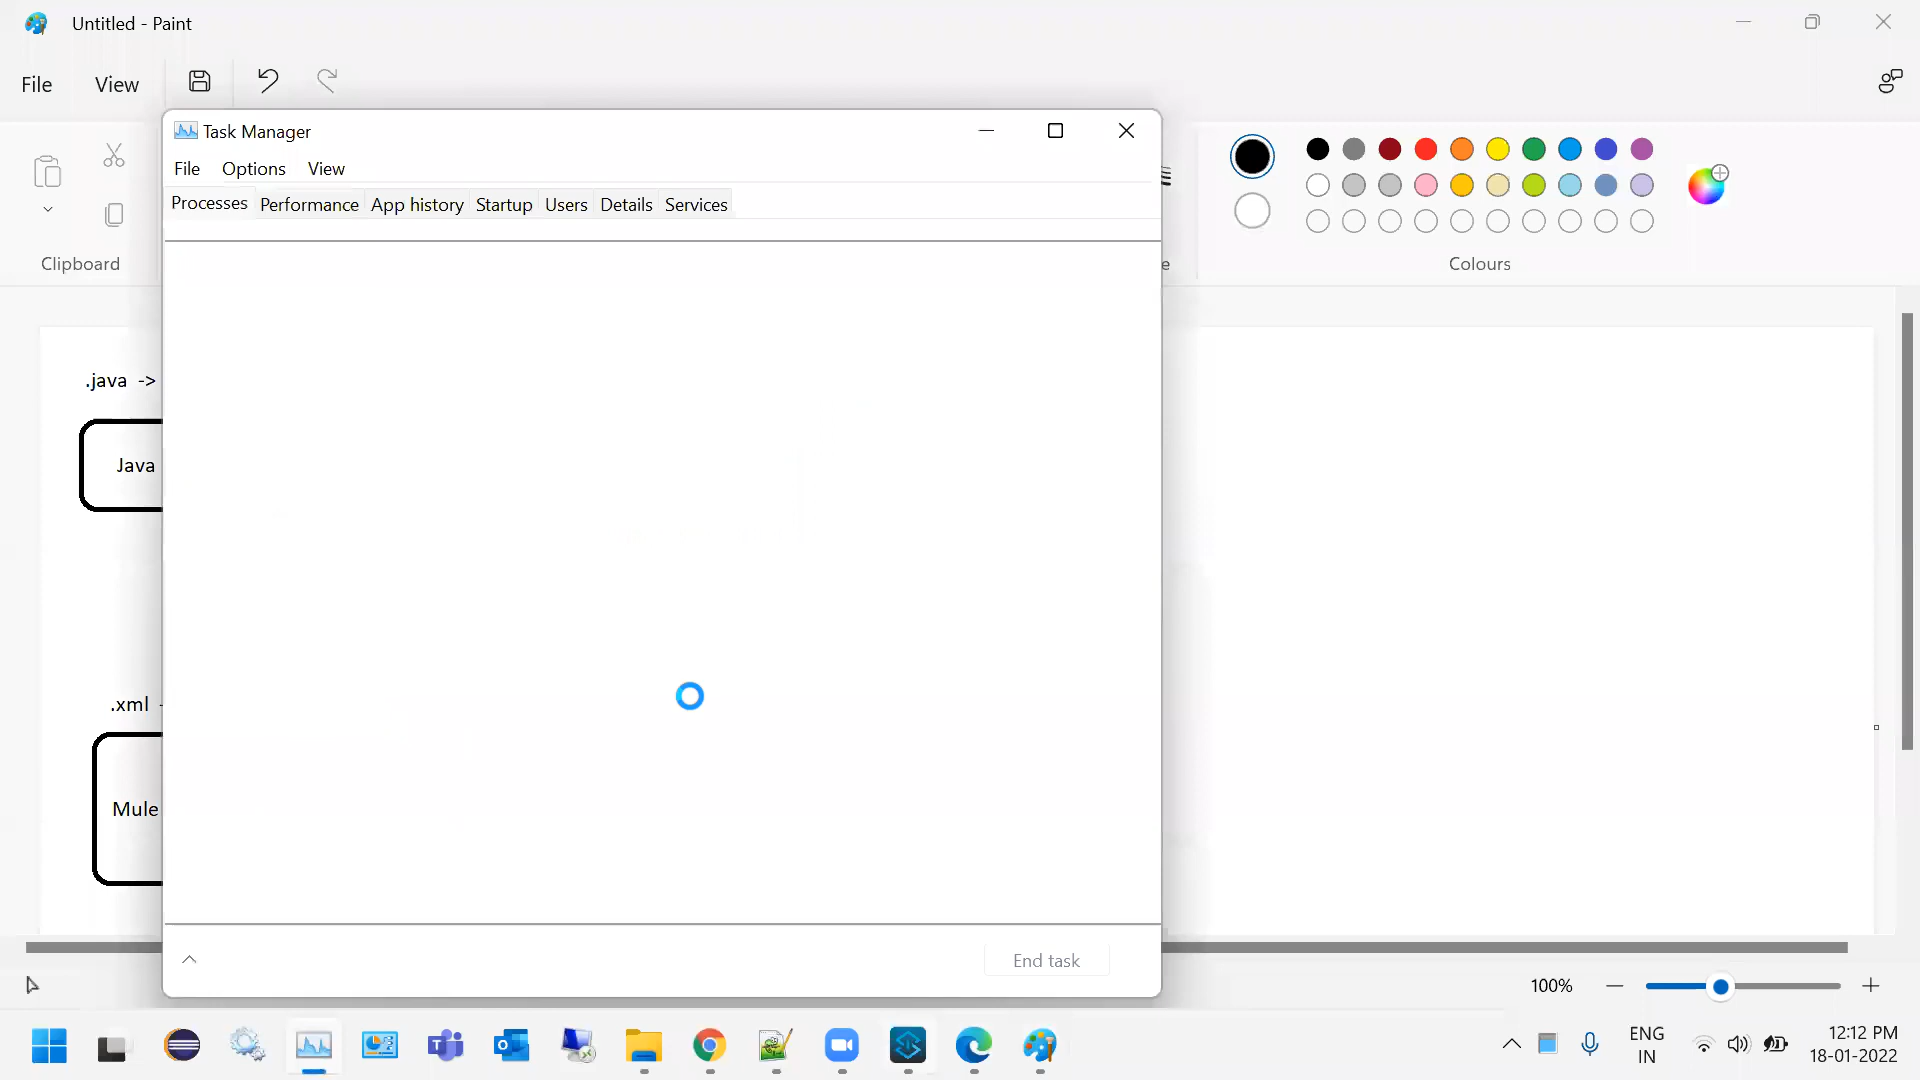 Untitled - Paint
File View
Task Manager
File Options View
Processes Performance App history Startup Users Details Services
Clipboard
Colours
.java ->
Java
.xml -
Mule
End task
100%
ENG
IN
12:12 PM
18-01-2022